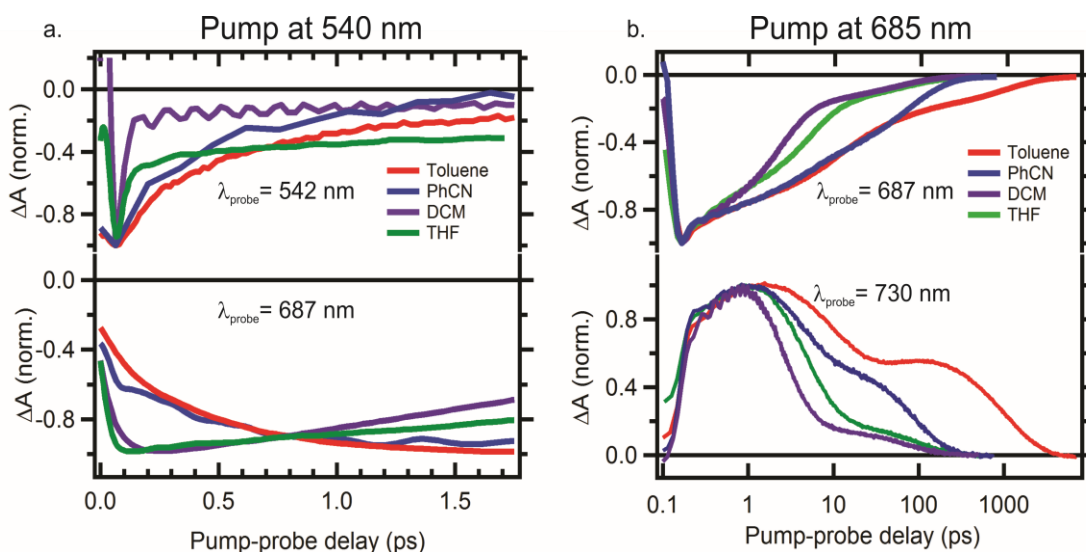 a. Pump at 540 nm
0.0
-0.4
-0.8
ΔA (norm.)
λprobe= 542 nm
Toluene
PhCN
DCM
THF
0.0
-0.4
-0.8
ΔA (norm.)
λprobe= 687 nm
0.0 0.5 1.0 1.5
Pump-probe delay (ps)
b. Pump at 685 nm
0.0
-0.4
-0.8
ΔA (norm.)
λprobe= 687 nm
Toluene
PhCN
DCM
THF
0.8
0.4
0.0
ΔA (norm.)
λprobe= 730 nm
0.1 1 10 100 1000
Pump-probe delay (ps)